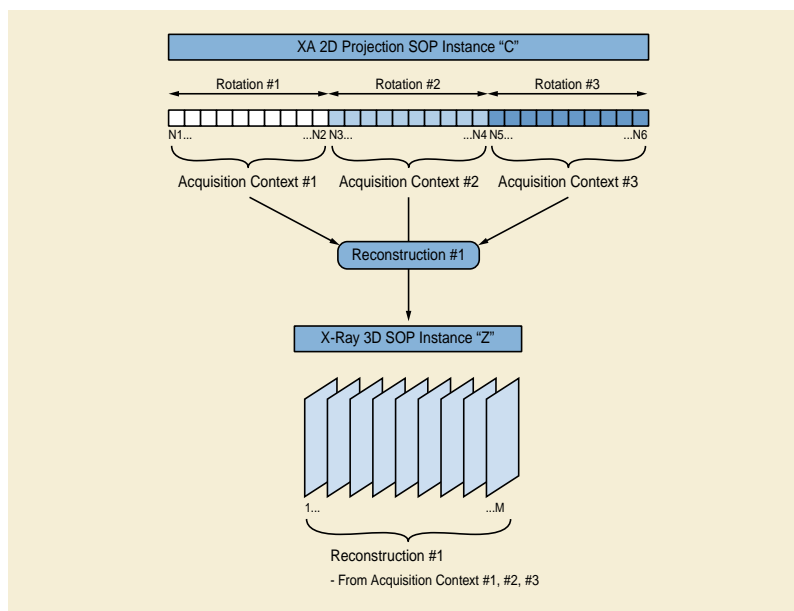 XA 2D Projection SOP Instance “C”
Rotation #1 Rotation #2 Rotation #3
N1... ...N2 N3... ...N4 N5... ...N6
Acquisition Context #1 Acquisition Context #2 Acquisition Context #3
Reconstruction #1
X-Ray 3D SOP Instance “Z”
1... ...M
Reconstruction #1
- From Acquisition Context #1, #2, #3